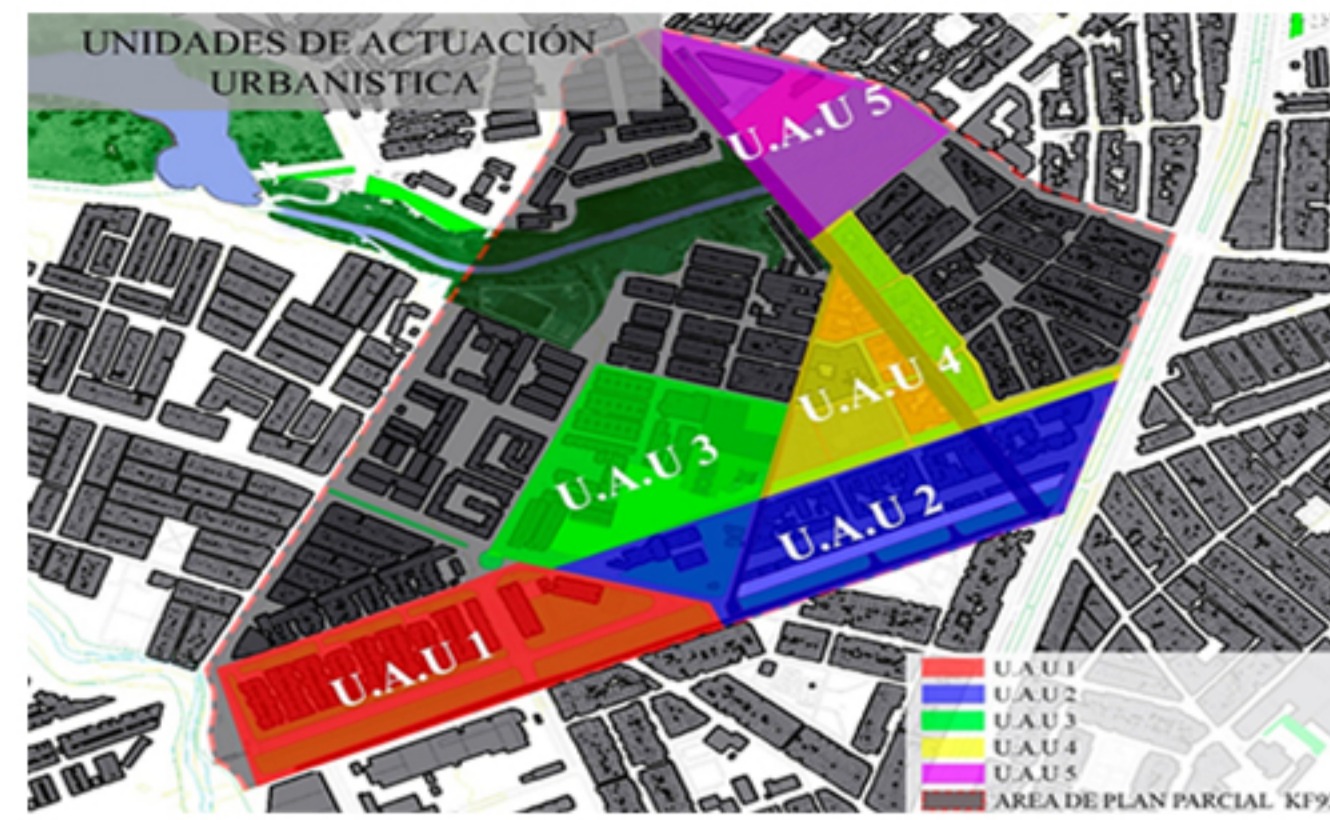 UNIDADES DE ACTUACIÓN
URBANISTICA
U.A.U 5
U.A.U 4
U.A.U 3
U.A.U 2
U.A.U 1
U.A.U 1
U.A.U 2
U.A.U 3
U.A.U 4
U.A.U 5
AREA DE PLAN PARCIAL